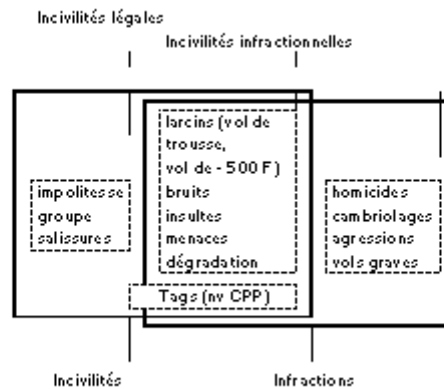 Incivilités légales
Incivilités infractionnelles
larcins (vol de
trousse,
vol de - 500 F)
bruits
insultes
menaces
dégradation
impolitesse
groupe
salissures
homicides
cambriolages
agressions
vols graves
Tags (nv CPP)
Incivilités
Infractions